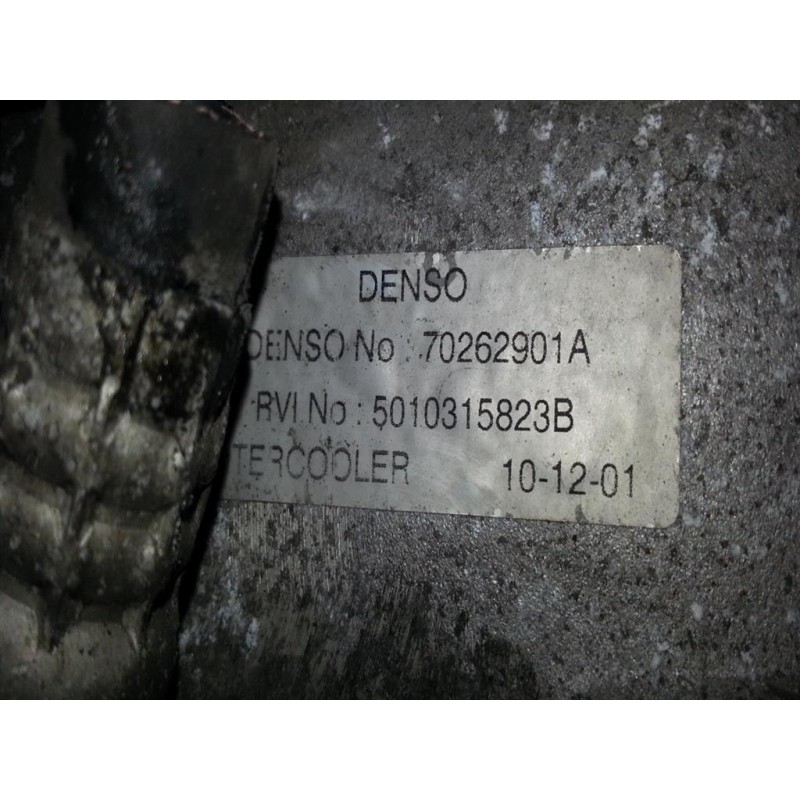 DENSO
DENSO No : 70262901A
RVI No : 5010315823B
TERCOOLER 10-12-01